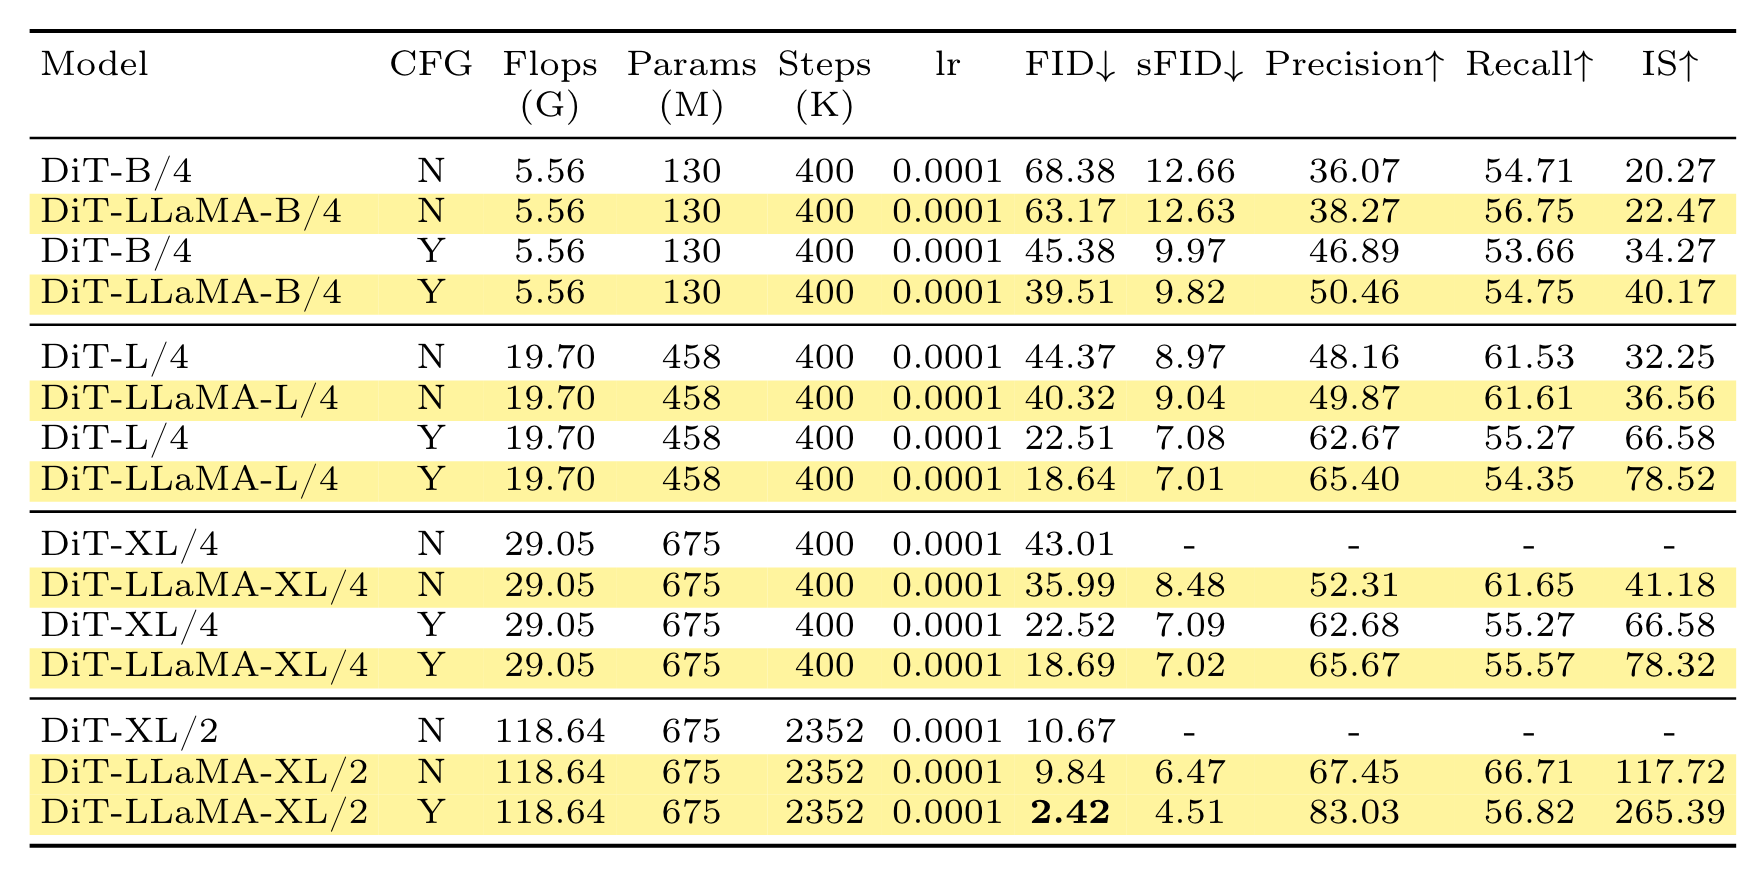 Model CFG Flops Params Steps lr FID↓ sFID↓ Precision↑ Recall↑ IS↑
(G) (M) (K)
DiT-B/4 N 5.56 130 400 0.0001 68.38 12.66 36.07 54.71 20.27
DiT-LLaMA-B/4 N 5.56 130 400 0.0001 63.17 12.63 38.27 56.75 22.47
DiT-B/4 Y 5.56 130 400 0.0001 45.38 9.97 46.89 53.66 34.27
DiT-LLaMA-B/4 Y 5.56 130 400 0.0001 39.51 9.82 50.46 54.75 40.17
DiT-L/4 N 19.70 458 400 0.0001 44.37 8.97 48.16 61.53 32.25
DiT-LLaMA-L/4 N 19.70 458 400 0.0001 40.32 9.04 49.87 61.61 36.56
DiT-L/4 Y 19.70 458 400 0.0001 22.51 7.08 62.67 55.27 66.58
DiT-LLaMA-L/4 Y 19.70 458 400 0.0001 18.64 7.01 65.40 54.35 78.52
DiT-XL/4 N 29.05 675 400 0.0001 43.01 - - - -
DiT-LLaMA-XL/4 N 29.05 675 400 0.0001 35.99 8.48 52.31 61.65 41.18
DiT-XL/4 Y 29.05 675 400 0.0001 22.52 7.09 62.68 55.27 66.58
DiT-LLaMA-XL/4 Y 29.05 675 400 0.0001 18.69 7.02 65.67 55.57 78.32
DiT-XL/2 N 118.64 675 2352 0.0001 10.67 - - - -
DiT-LLaMA-XL/2 N 118.64 675 2352 0.0001 9.84 6.47 67.45 66.71 117.72
DiT-LLaMA-XL/2 Y 118.64 675 2352 0.0001 2.42 4.51 83.03 56.82 265.39